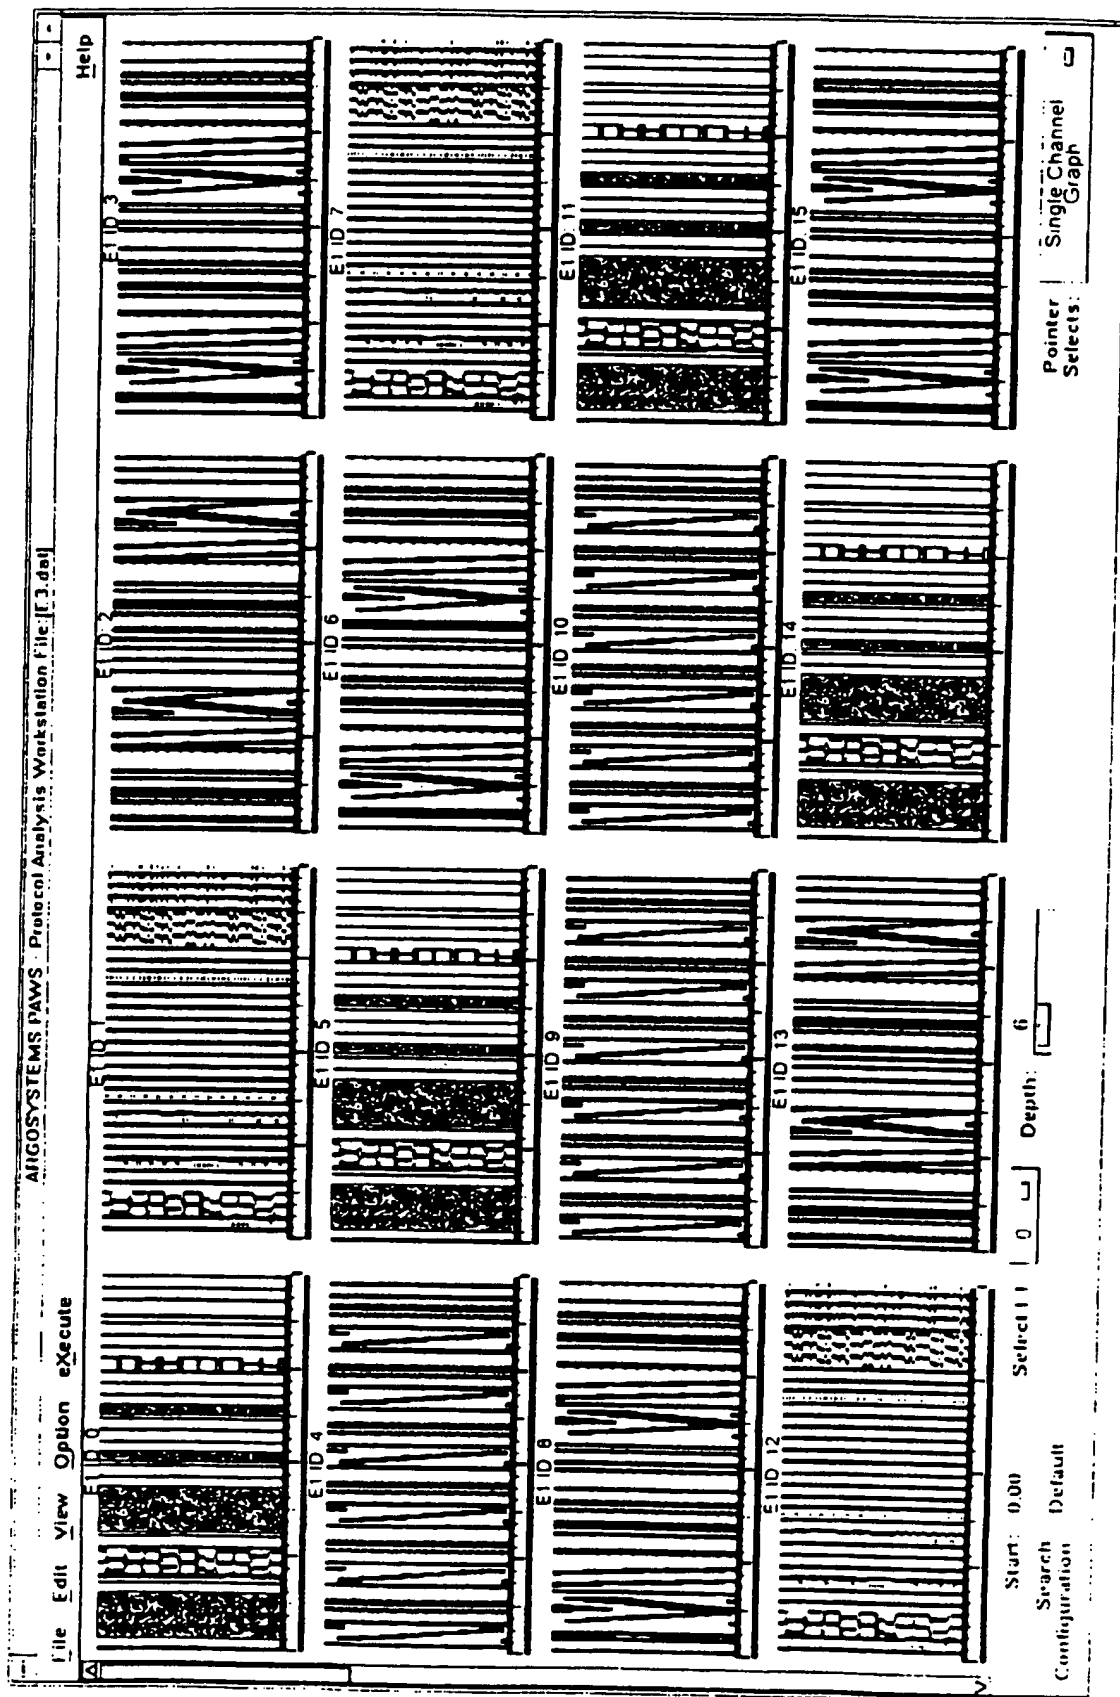 ARGOSYSTEMS PAWS - Protocol Analysis Workstation File:[E3.dat]
File Edit View Option eXecute Help
E1 ID: 0
E1 ID: 1
E1 ID: 2
E1 ID: 3
E1 ID: 4
E1 ID: 5
E1 ID: 6
E1 ID: 7
E1 ID: 8
E1 ID: 9
E1 ID: 10
E1 ID: 11
E1 ID: 12
E1 ID: 13
E1 ID: 14
E1 ID: 15
Start: 0.00
Select 1
0
Depth: 6
Pointer Selects: Single Channel Graph
Search Configuration Default